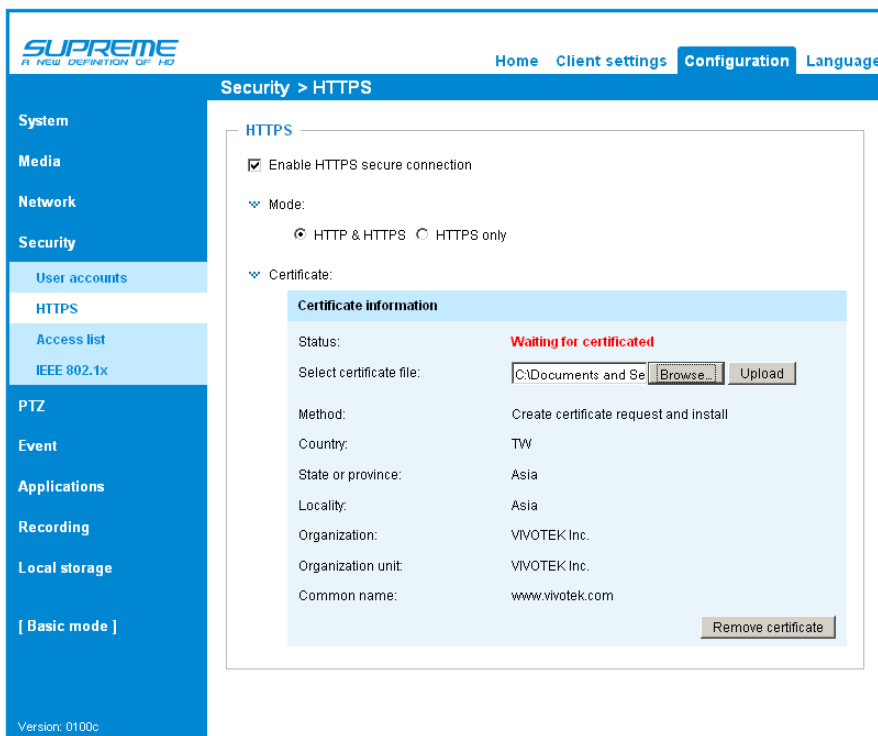 SUPREME
A NEW DEFINITION OF HD
Home Client settings Configuration Language
Security > HTTPS
System
Media
Network
Security
User accounts
HTTPS
Access list
IEEE 802.1x
PTZ
Event
Applications
Recording
Local storage
[ Basic mode ]
Version: 0100c
HTTPS
Enable HTTPS secure connection
Mode:
HTTP & HTTPS HTTPS only
Certificate:
Certificate information
Status: Waiting for certificated
Select certificate file: C:\Documents and Se Browse... Upload
Method: Create certificate request and install
Country: TW
State or province: Asia
Locality: Asia
Organization: VIVOTEK Inc.
Organization unit: VIVOTEK Inc.
Common name: www.vivotek.com
Remove certificate